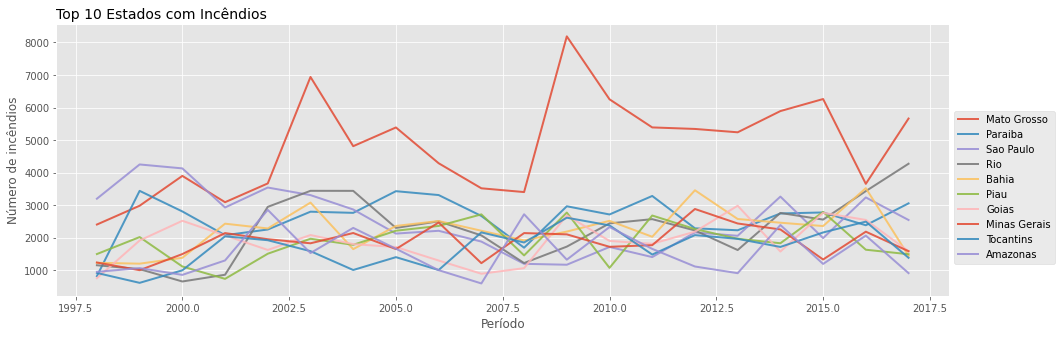 Top 10 Estados com Incêndios
Número de incêndios
8000
7000
6000
5000
4000
3000
2000
1000
1997.5 2000.0 2002.5 2005.0 2007.5 2010.0 2012.5 2015.0 2017.5
Período
Mato Grosso
Paraiba
Sao Paulo
Rio
Bahia
Piau
Goias
Minas Gerais
Tocantins
Amazonas